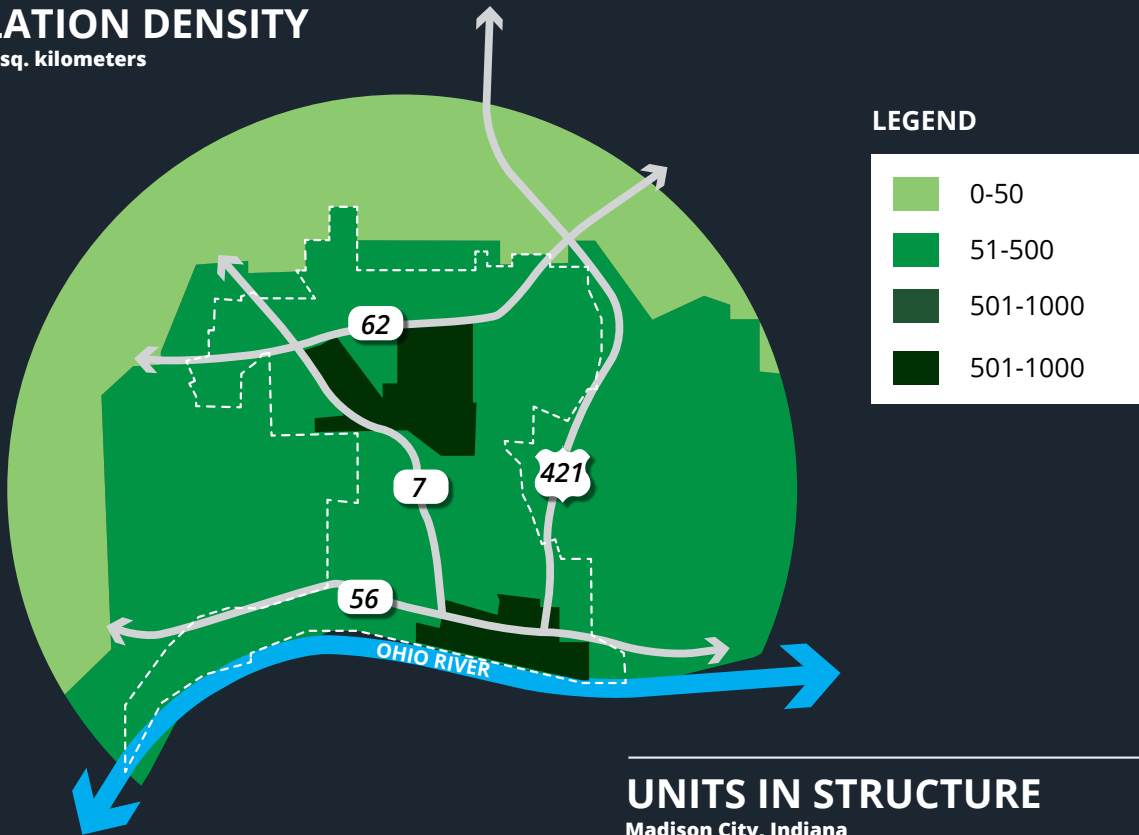 LATION DENSITY
sq. kilometers
LEGEND
0-50
51-500
501-1000
501-1000
62
7
421
56
OHIO RIVER
UNITS IN STRUCTURE
Madison City, Indiana